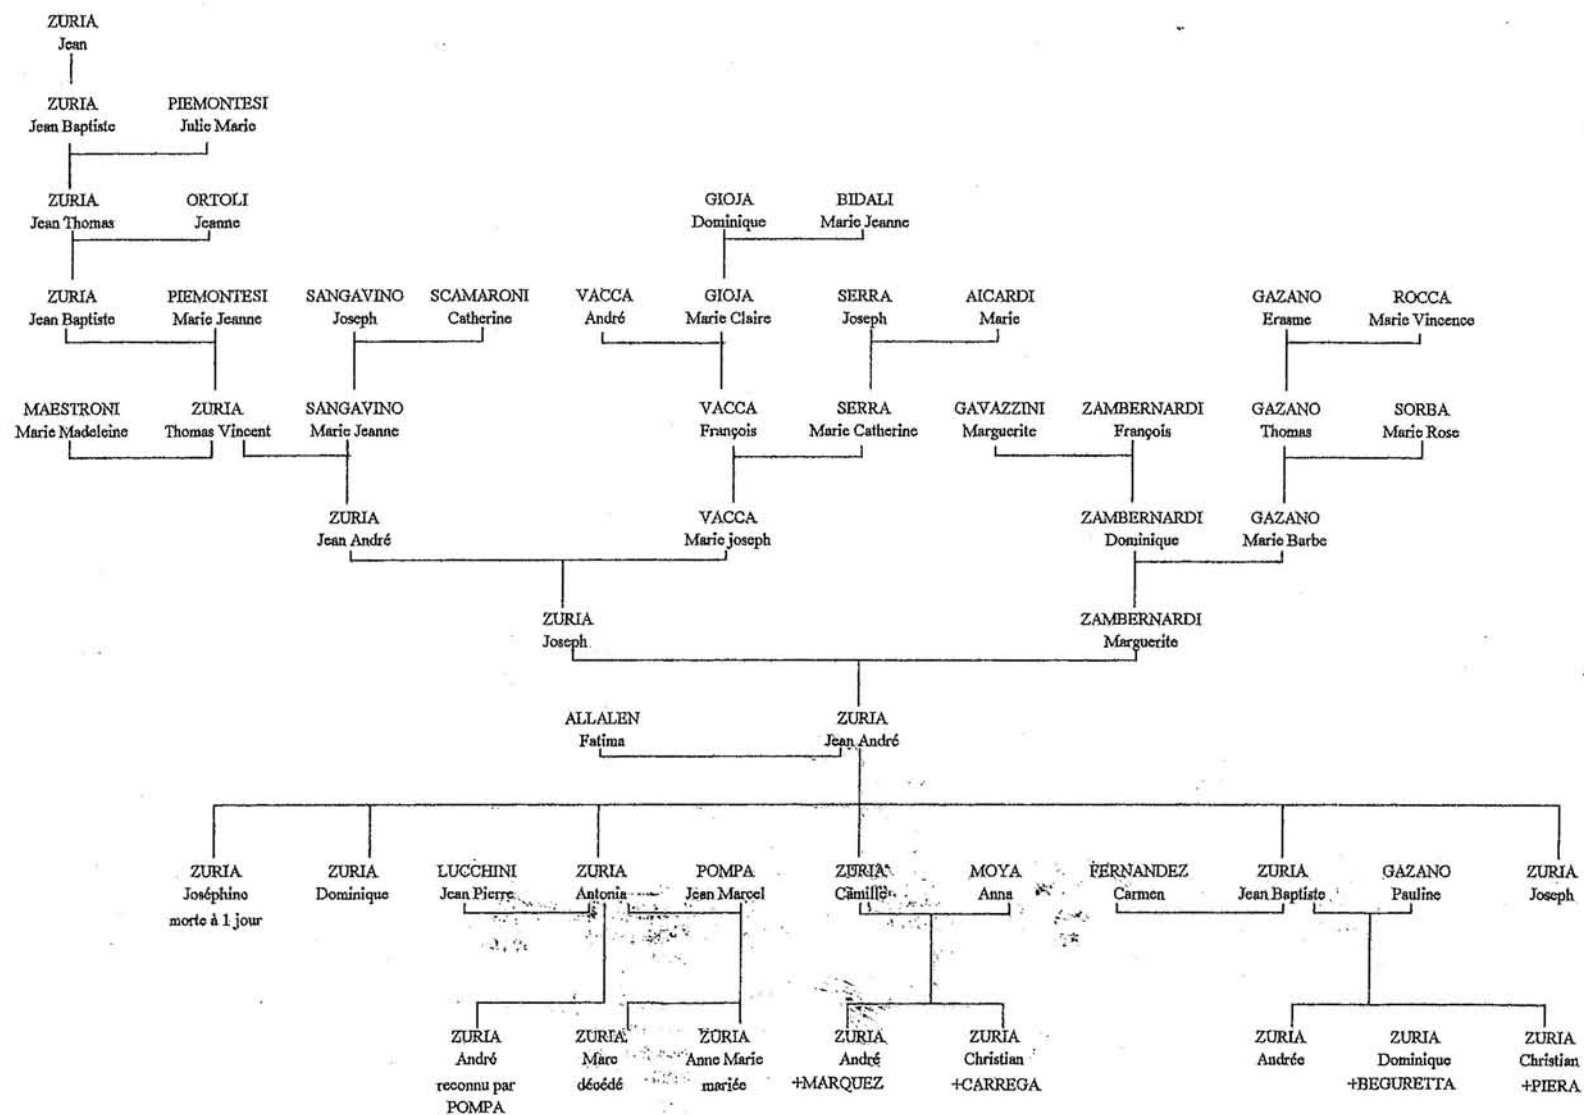 ZURIA
Jean
ZURIA PIEMONTESI
Jean Baptiste Julie Marie
ZURIA ORTOLI GIOJA BIDALI
Jean Thomas Jeanne Dominique Marie Jeanne
ZURIA PIEMONTESI SANGAVINO SCAMARONI VACCA GIOJA SERRA AICARDI GAZANO ROCCA
Jean Baptiste Marie Jeanne Joseph Catherine André Marie Claire Joseph Marie Erasme Marie Vincence
MAESTRONI ZURIA SANGAVINO VACCA SERRA GAVAZZINI ZAMBERNARDI GAZANO SORBA
Marie Madeleine Thomas Vincent Marie Jeanne François Marie Catherine Marguerite François Thomas Marie Rose
ZURIA VACCA ZAMBERNARDI GAZANO
Jean André Marie joseph Dominique Marie Barbe
ZURIA ZAMBERNARDI
Joseph Marguerite
ALLALEN ZURIA
Fatima Jean André
ZURIA ZURIA LUCCHINI ZURIA POMPA ZURIA MOYA FERNANDEZ ZURIA GAZANO ZURIA
Joséphine Dominique Jean Pierre Antonia Jean Marcel Camille Anna Carmen Jean Baptiste Pauline Joseph
morte à 1 jour
ZURIA ZURIA ZURIA ZURIA ZURIA ZURIA ZURIA ZURIA
André Marc Anne Marie André Christian Andrée Dominique Christian
reconnu par décédé mariée +MARQUEZ +CARREGA +BEGURETTA +PIERA
POMPA